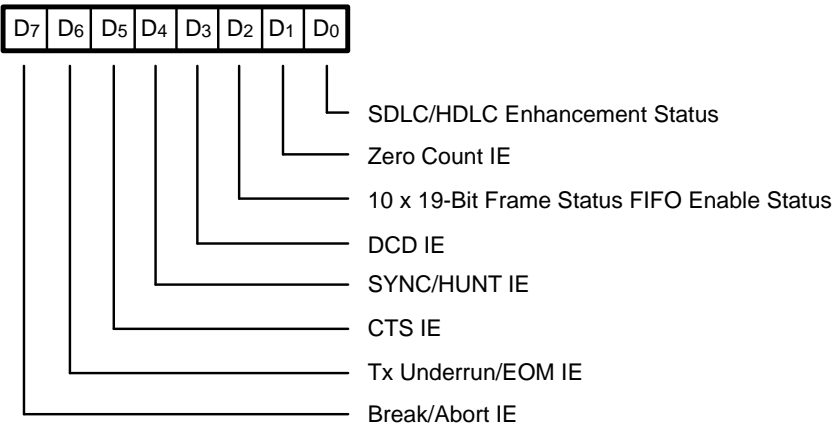 D7 D6 D5 D4 D3 D2 D1 D0
SDLC/HDLC Enhancement Status
Zero Count IE
10 x 19-Bit Frame Status FIFO Enable Status
DCD IE
SYNC/HUNT IE
CTS IE
Tx Underrun/EOM IE
Break/Abort IE